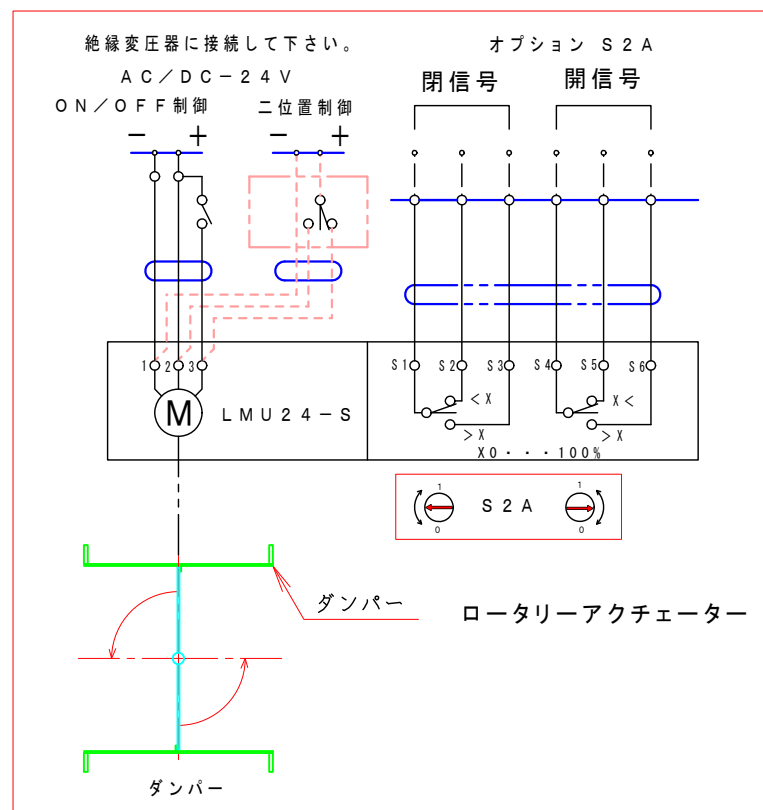 絶縁変圧器に接続して下さい。
オプション S2A
AC/DC-24V
閉信号 開信号
ON/OFF制御 二位置制御
- + - +
1 2 3 S1 S2 S3 S4 S5 S6
M LMU24-S
<X X<
>X >X
X0・・・100%
1 S2A 1
0 0
ダンパー
ロータリーアクチェーター
ダンパー